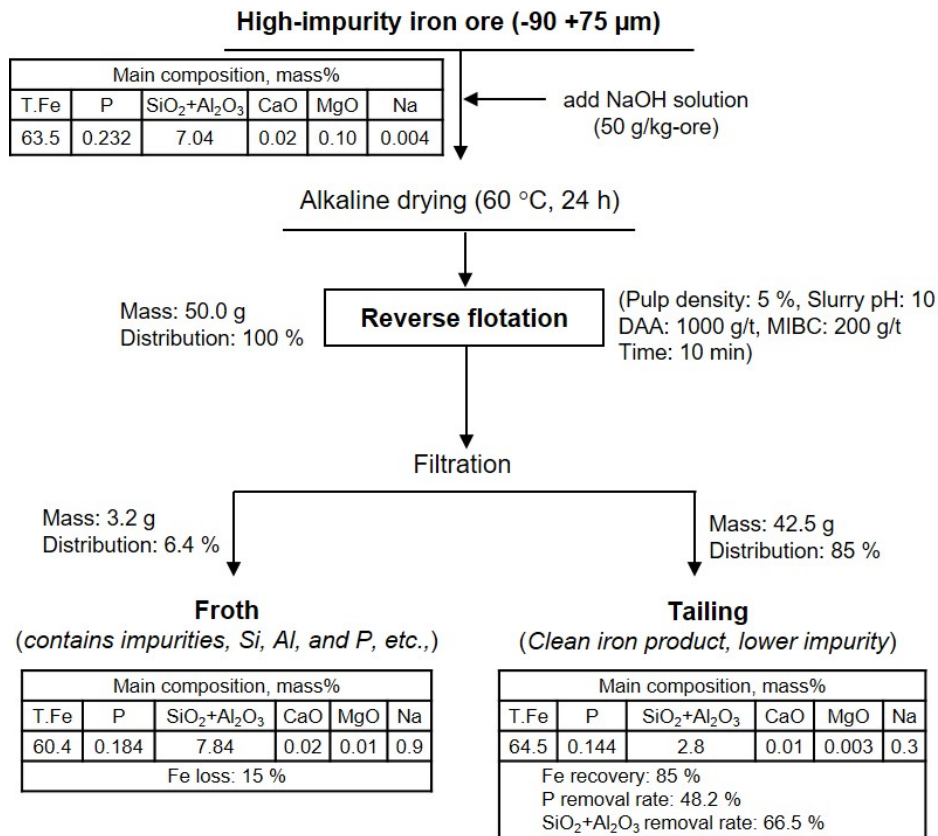 High-impurity iron ore (-90 +75 µm)
Main composition, mass%
T.Fe P SiO₂+Al₂O₃ CaO MgO Na
63.5 0.232 7.04 0.02 0.10 0.004
add NaOH solution
(50 g/kg-ore)
Alkaline drying (60 °C, 24 h)
Mass: 50.0 g
Distribution: 100 %
Reverse flotation
(Pulp density: 5 %, Slurry pH: 10
DAA: 1000 g/t, MIBC: 200 g/t
Time: 10 min)
Filtration
Mass: 3.2 g
Distribution: 6.4 %
Mass: 42.5 g
Distribution: 85 %
Froth
(contains impurities, Si, Al, and P, etc.,)
Main composition, mass%
T.Fe P SiO₂+Al₂O₃ CaO MgO Na
60.4 0.184 7.84 0.02 0.01 0.9
Fe loss: 15 %
Tailing
(Clean iron product, lower impurity)
Main composition, mass%
T.Fe P SiO₂+Al₂O₃ CaO MgO Na
64.5 0.144 2.8 0.01 0.003 0.3
Fe recovery: 85 %
P removal rate: 48.2 %
SiO₂+Al₂O₃ removal rate: 66.5 %